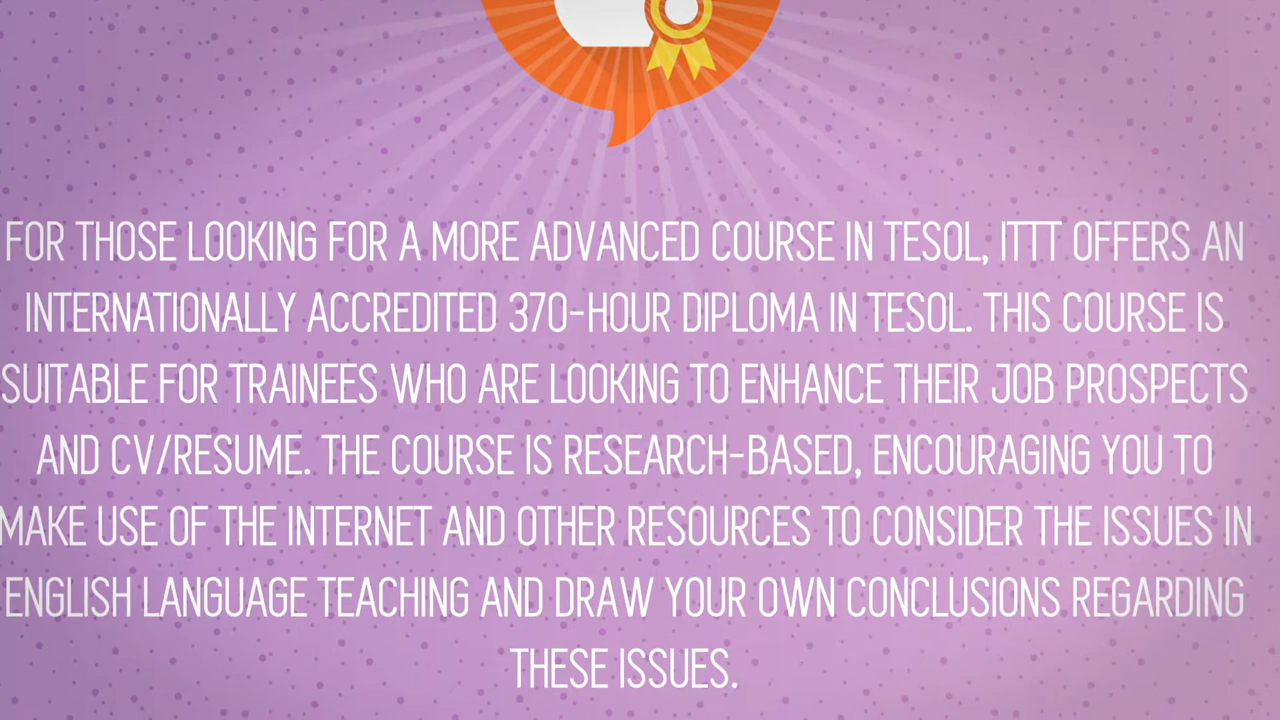 FOR THOSE LOOKING FOR A MORE ADVANCED COURSE IN TESOL, ITTT OFFERS AN
INTERNATIONALLY ACCREDITED 370-HOUR DIPLOMA IN TESOL. THIS COURSE IS
SUITABLE FOR TRAINEES WHO ARE LOOKING TO ENHANCE THEIR JOB PROSPECTS
AND CV/RESUME. THE COURSE IS RESEARCH-BASED, ENCOURAGING YOU TO
MAKE USE OF THE INTERNET AND OTHER RESOURCES TO CONSIDER THE ISSUES IN
ENGLISH LANGUAGE TEACHING AND DRAW YOUR OWN CONCLUSIONS REGARDING
THESE ISSUES.